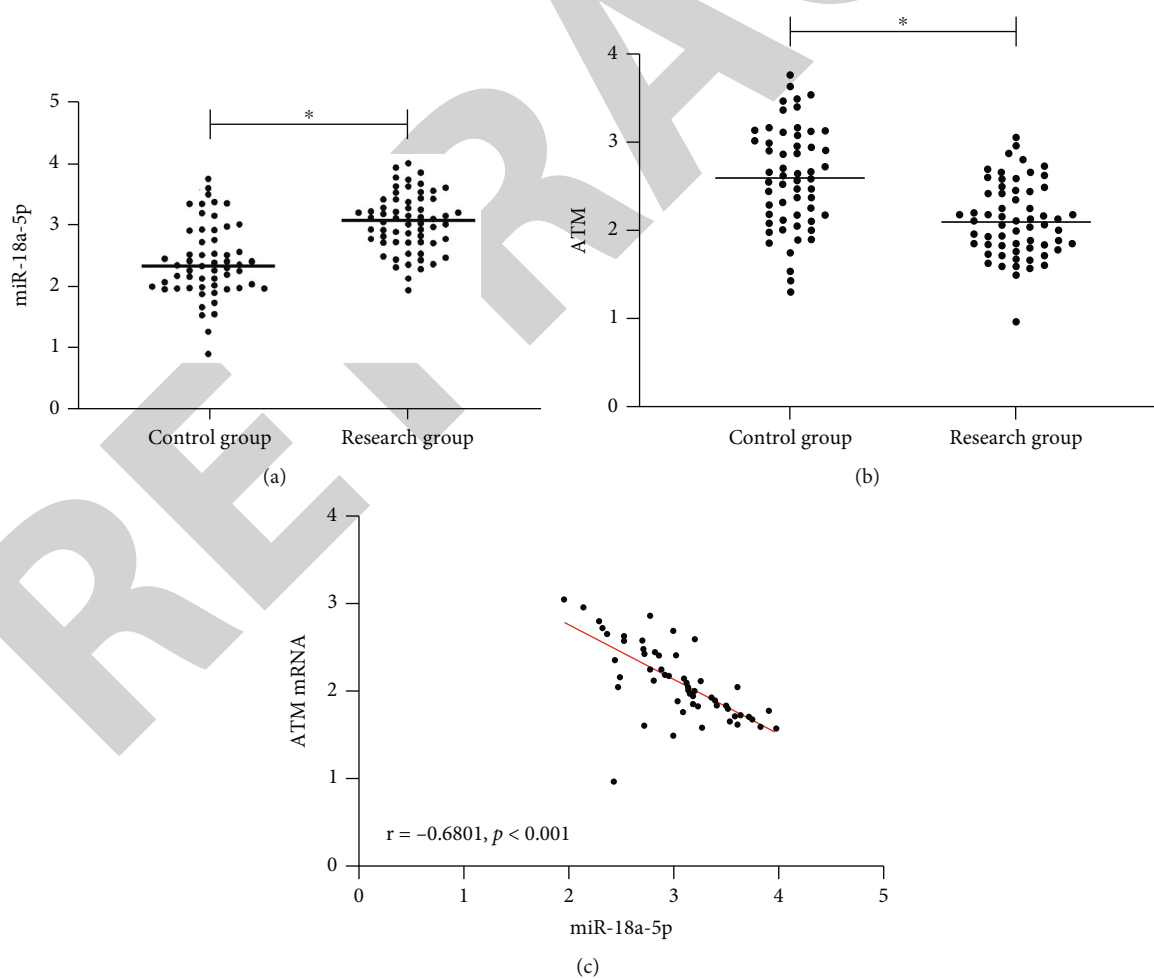 *
5
4
3
2
1
0
miR-18a-5p
Control group
Research group
(a)
*
4
3
2
1
0
ATM
Control group
Research group
(b)
4
3
2
1
0
ATM mRNA
r = –0.6801, p < 0.001
0
1
2
3
4
5
miR-18a-5p
(c)